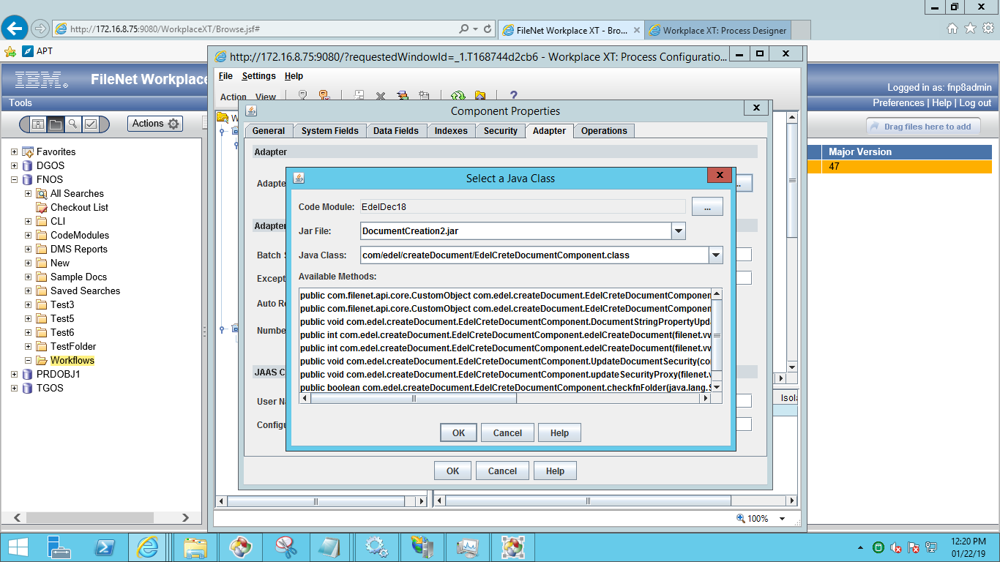 http://172.16.8.75:9080/WorkplaceXT/Browse.jsf#
FileNet Workplace XT - Bro...
Workplace XT: Process Designer
APT
http://172.16.8.75:9080/?requestedWindowId=_1.T168744d2cb6 - Workplace XT: Process Configuratio...
File Settings Help
Action View
IBM.
FileNet Workplace
Logged in as: fnp8admin
Tools
Preferences | Help | Log out
Actions
Drag files here to add
Major Version
47
Favorites
DGOS
FNOS
All Searches
Checkout List
CLI
CodeModules
DMS Reports
New
Sample Docs
Saved Searches
Test3
Test5
Test6
TestFolder
Workflows
PRDOBJ1
TGOS
Component Properties
General System Fields Data Fields Indexes Security Adapter Operations
Adapter
Adapte
Adapter
Batch S
Except
Auto Re
Numbe
JAAS C
User Na
Configu
Isola
Select a Java Class
Code Module: EdelDec18 ...
Jar File: DocumentCreation2.jar
Java Class: com/edel/createDocument/EdelCreteDocumentComponent.class
Available Methods:
public com.filenet.api.core.CustomObject com.edel.createDocument.EdelCreteDocumentComponen
public com.filenet.api.core.CustomObject com.edel.createDocument.EdelCreteDocumentComponen
public void com.edel.createDocument.EdelCreteDocumentComponent.DocumentStringPropertyUpda
public int com.edel.createDocument.EdelCreteDocumentComponent.edelCreateDocument(filenet.vv
public int com.edel.createDocument.EdelCreteDocumentComponent.edelCreateDocument(filenet.vv
public void com.edel.createDocument.EdelCreteDocumentComponent.UpdateDocumentSecurity(co
public void com.edel.createDocument.EdelCreteDocumentComponent.updateSecurityProxy(filenet.v
public boolean com.edel.createDocument.EdelCreteDocumentComponent.checkfnFolder(java.lang.S
OK Cancel Help
OK Cancel Help
100%
12:20 PM
01/22/19